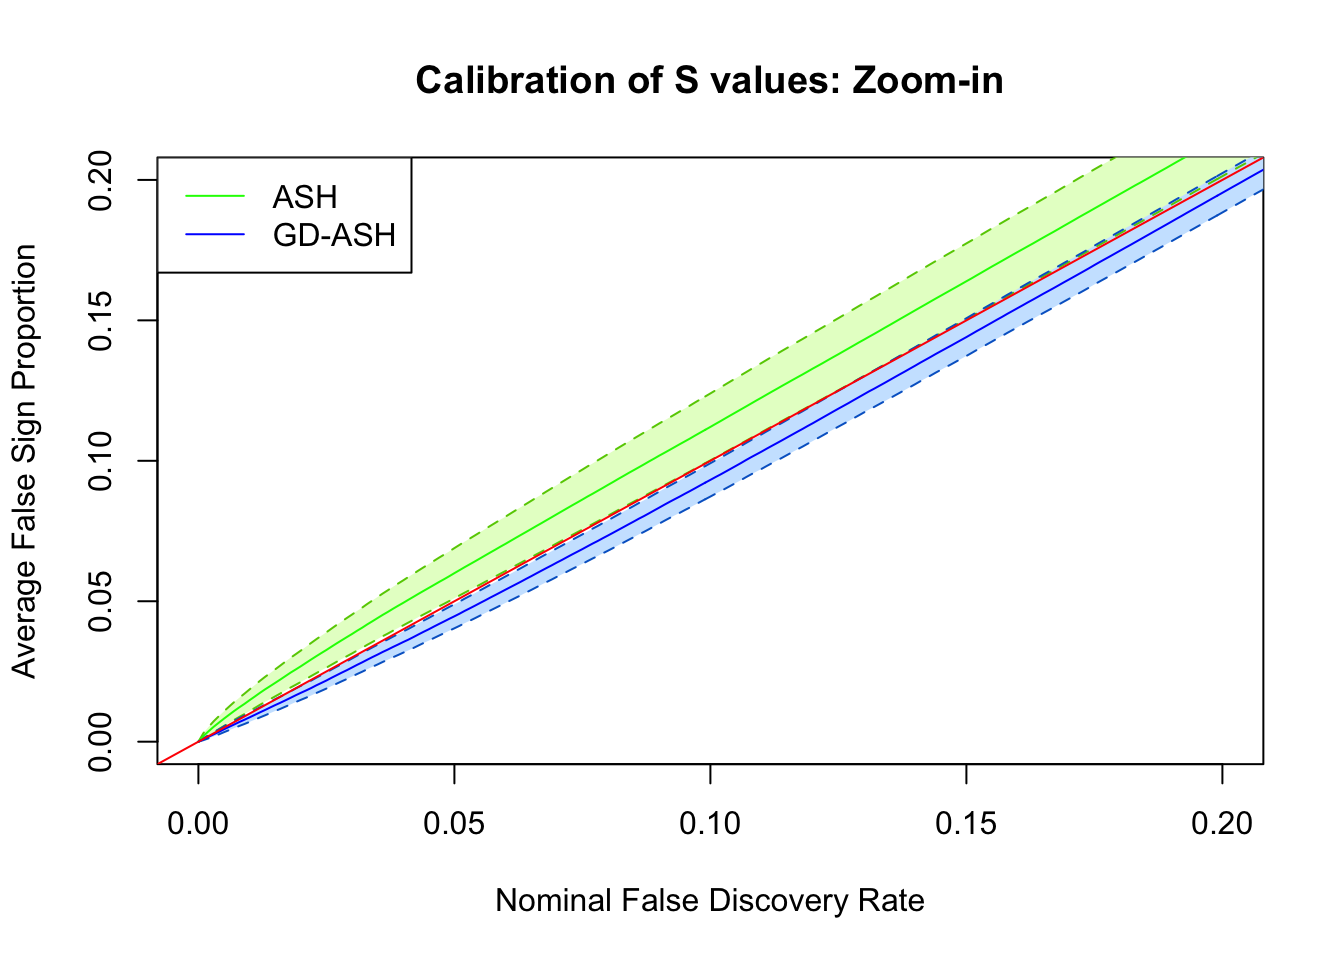 Calibration of S values: Zoom-in
ASH
GD-ASH
Average False Sign Proportion
0.20
0.15
0.10
0.05
0.00
0.00 0.05 0.10 0.15 0.20
Nominal False Discovery Rate